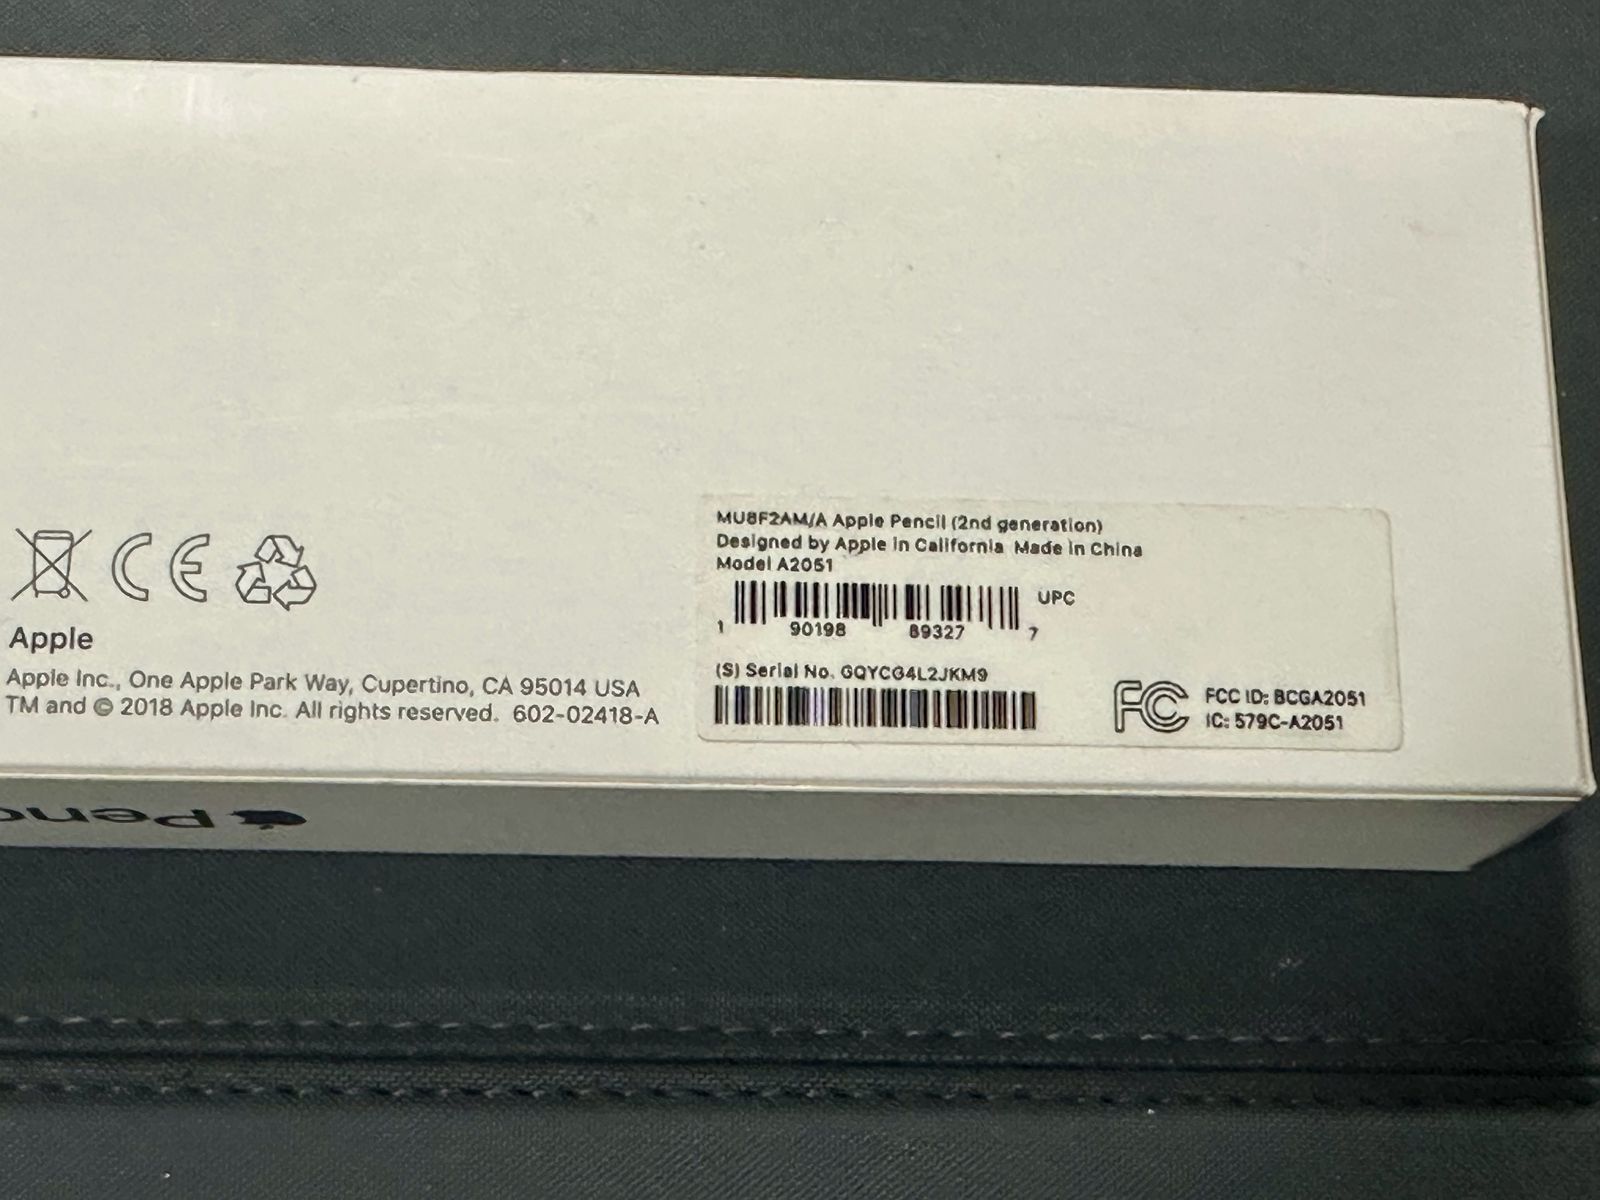 Apple
Apple Inc., One Apple Park Way, Cupertino, CA 95014 USA
TM and © 2018 Apple Inc. All rights reserved. 602-02418-A
MU8F2AM/A Apple Pencil (2nd generation)
Designed by Apple in California Made in China
Model A2051
UPC
1 90198 89327 7
(S) Serial No. GQYCG4L2JKM9
FCC ID: BCGA2051
IC: 579C-A2051